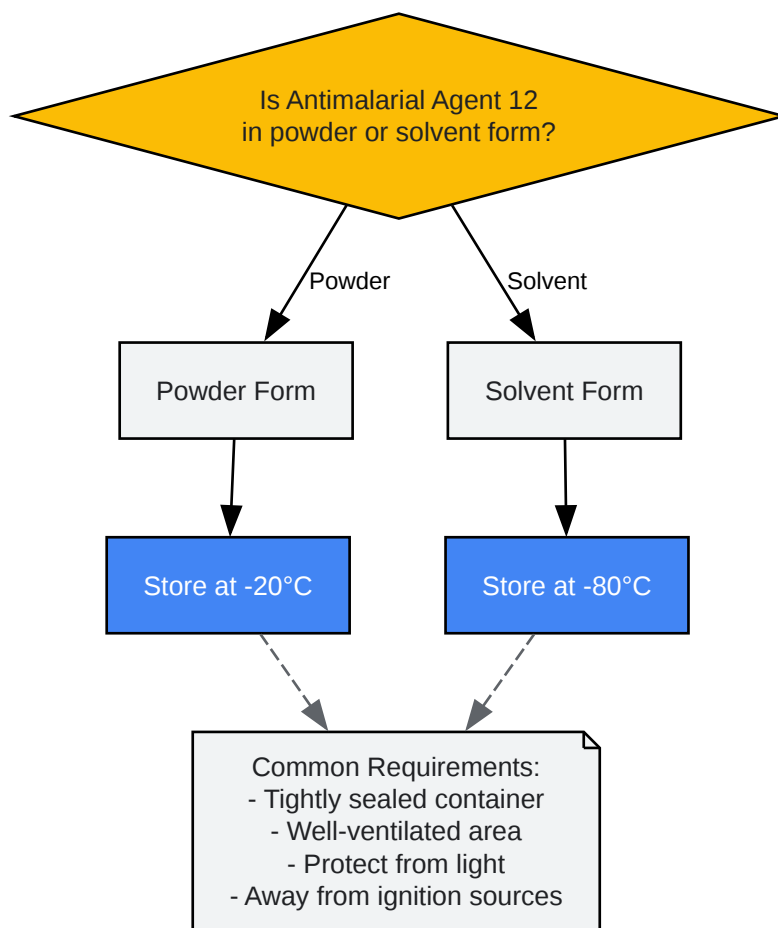 Is Antimalarial Agent 12
in powder or solvent form?
Powder
Solvent
Powder Form
Solvent Form
Store at -20°C
Store at -80°C
Common Requirements:
- Tightly sealed container
- Well-ventilated area
- Protect from light
- Away from ignition sources